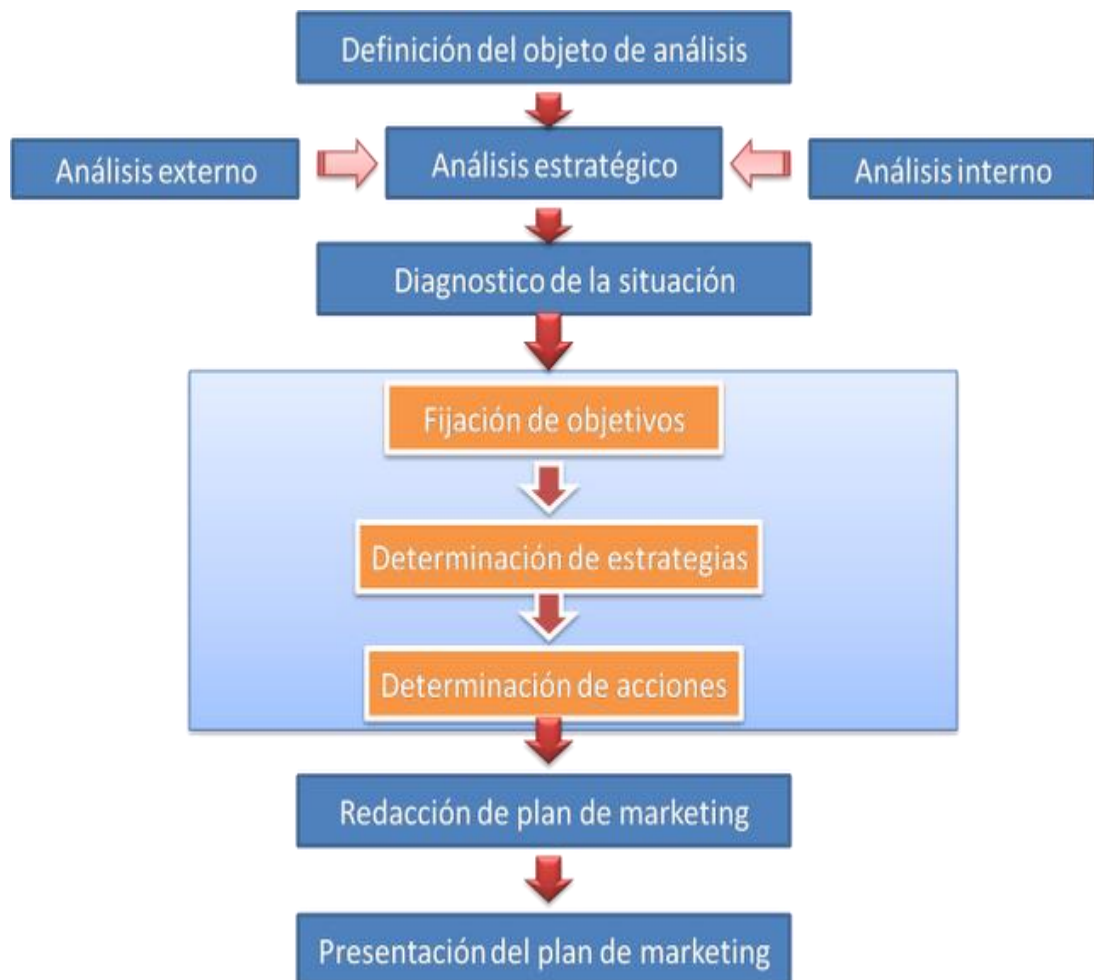 Definición del objeto de análisis
Análisis externo
Análisis estratégico
Análisis interno
Diagnostico de la situación
Fijación de objetivos
Determinación de estrategias
Determinación de acciones
Redacción de plan de marketing
Presentación del plan de marketing